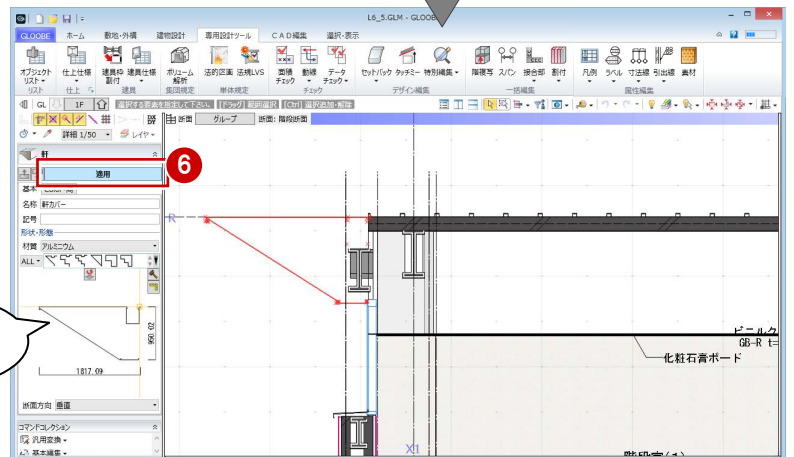 L6_5.GLM - GLOOBE
GLOOBE ホーム 敷地・外構 建物設計 専用設計ツール ＣＡＤ編集 選択・表示
オブジェクトリスト 仕上仕様 建具枠割付 建具仕様 ボリューム解析 法的区画 法規LVS 面積チェック 動線 データチェック セットバック タッチミー 特別編集 階複写 スパン 接合部 割付 凡例 ラベル 寸法線 引出線 素材
リスト 仕上 建具 集団規定 単体規定 チェック デザイン編集 一括編集 属性編集
GL 1F 選択する要素を指定して下さい。 [ドラッグ] 範囲選択 [Ctrl] 選択追加・解除
断面 グループ 断面: 階段断面
詳細 1/50 レイヤ
軒
適用
6
基本
名称 軒カバー
記号
形状・形態
材質 アルミニウム
ALL
950.23
1817.09
断面方向 垂直
コマンドコレクション
汎用変換
基本編集
R
ビニルク
GB-R t=
化粧石膏ボード
X1
階段室(1)